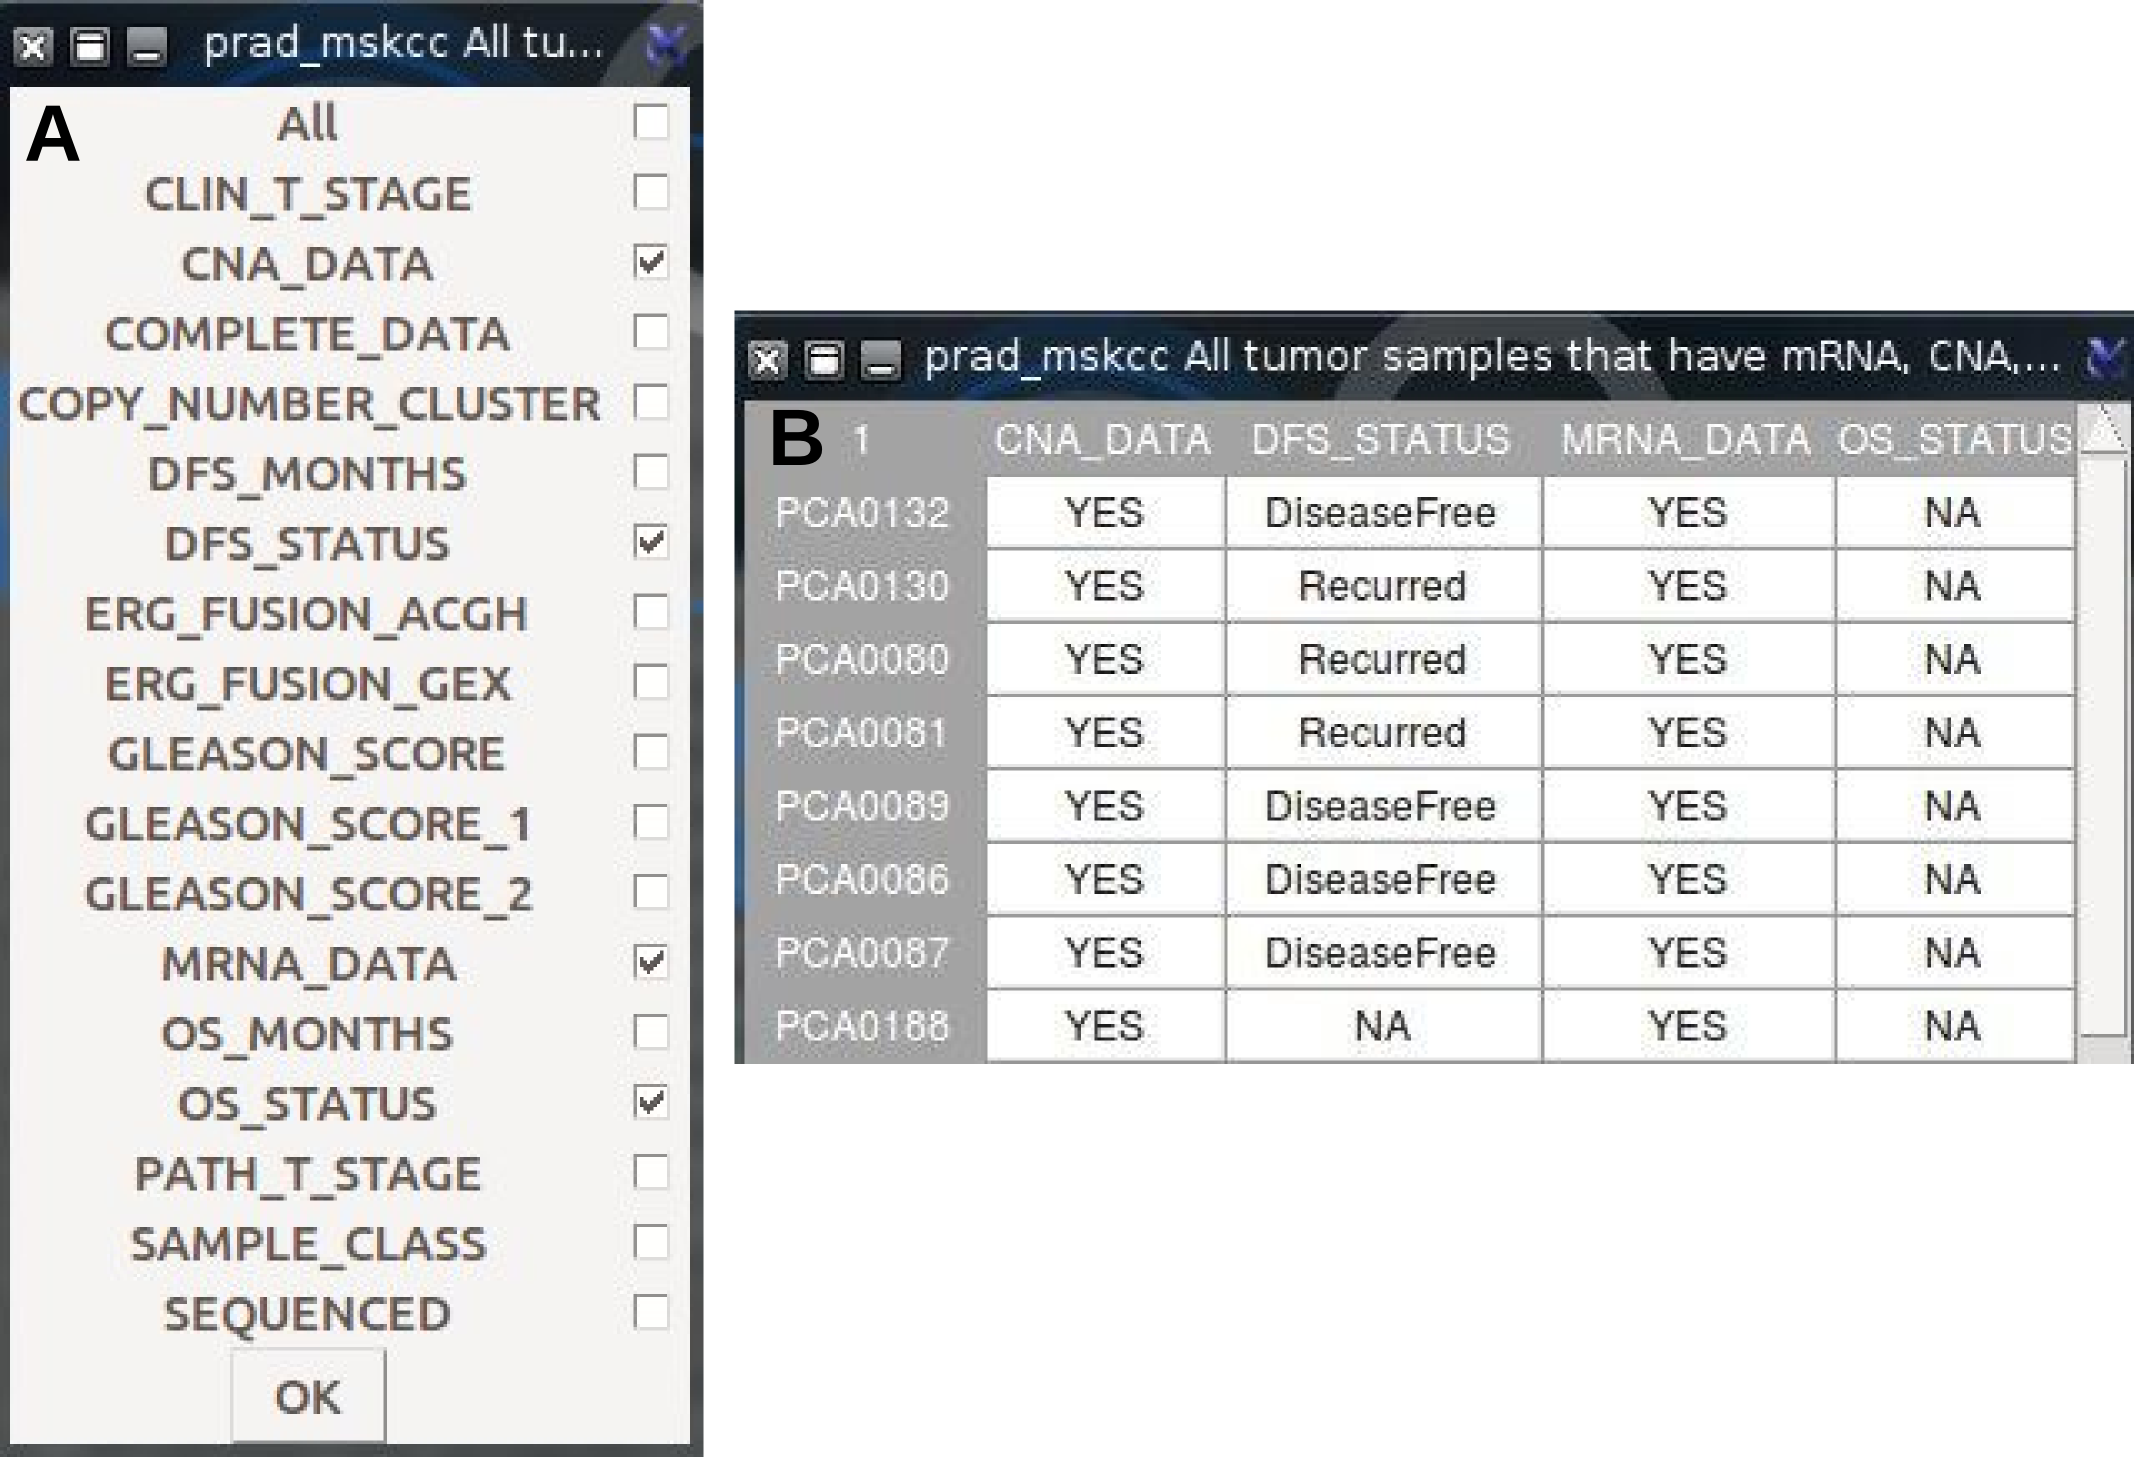 prad_mskcc All tu...
A
All
CLIN_T_STAGE
CNA_DATA
COMPLETE_DATA
COPY_NUMBER_CLUSTER
DFS_MONTHS
DFS_STATUS
ERG_FUSION_ACGH
ERG_FUSION_GEX
GLEASON_SCORE
GLEASON_SCORE_1
GLEASON_SCORE_2
MRNA_DATA
OS_MONTHS
OS_STATUS
PATH_T_STAGE
SAMPLE_CLASS
SEQUENCED
OK
prad_mskcc All tumor samples that have mRNA, CNA,...
B 1 CNA_DATA DFS_STATUS MRNA_DATA OS_STATUS
PCA0132 YES DiseaseFree YES NA
PCA0130 YES Recurred YES NA
PCA0080 YES Recurred YES NA
PCA0081 YES Recurred YES NA
PCA0089 YES DiseaseFree YES NA
PCA0086 YES DiseaseFree YES NA
PCA0087 YES DiseaseFree YES NA
PCA0188 YES NA YES NA